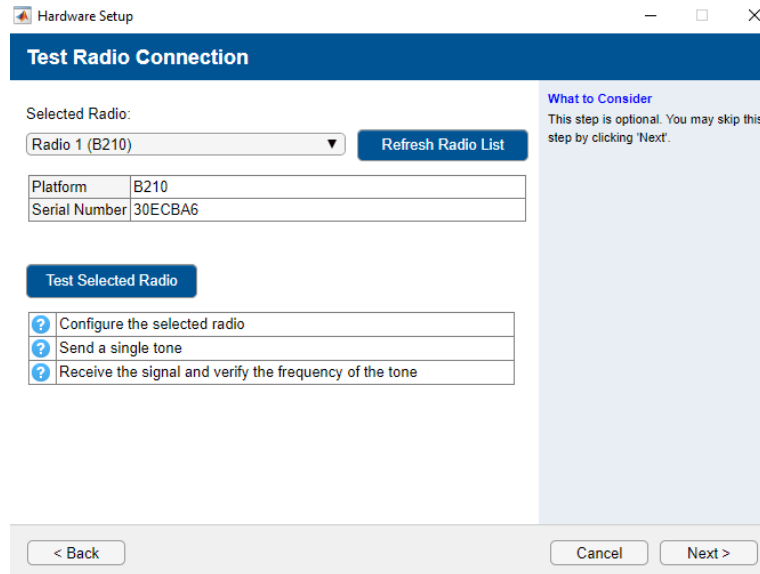 Hardware Setup
Test Radio Connection
Selected Radio:
Radio 1 (B210)
Refresh Radio List
Platform B210
Serial Number 30ECBA6
Test Selected Radio
Configure the selected radio
Send a single tone
Receive the signal and verify the frequency of the tone
What to Consider
This step is optional. You may skip this
step by clicking 'Next'.
< Back
Cancel
Next >